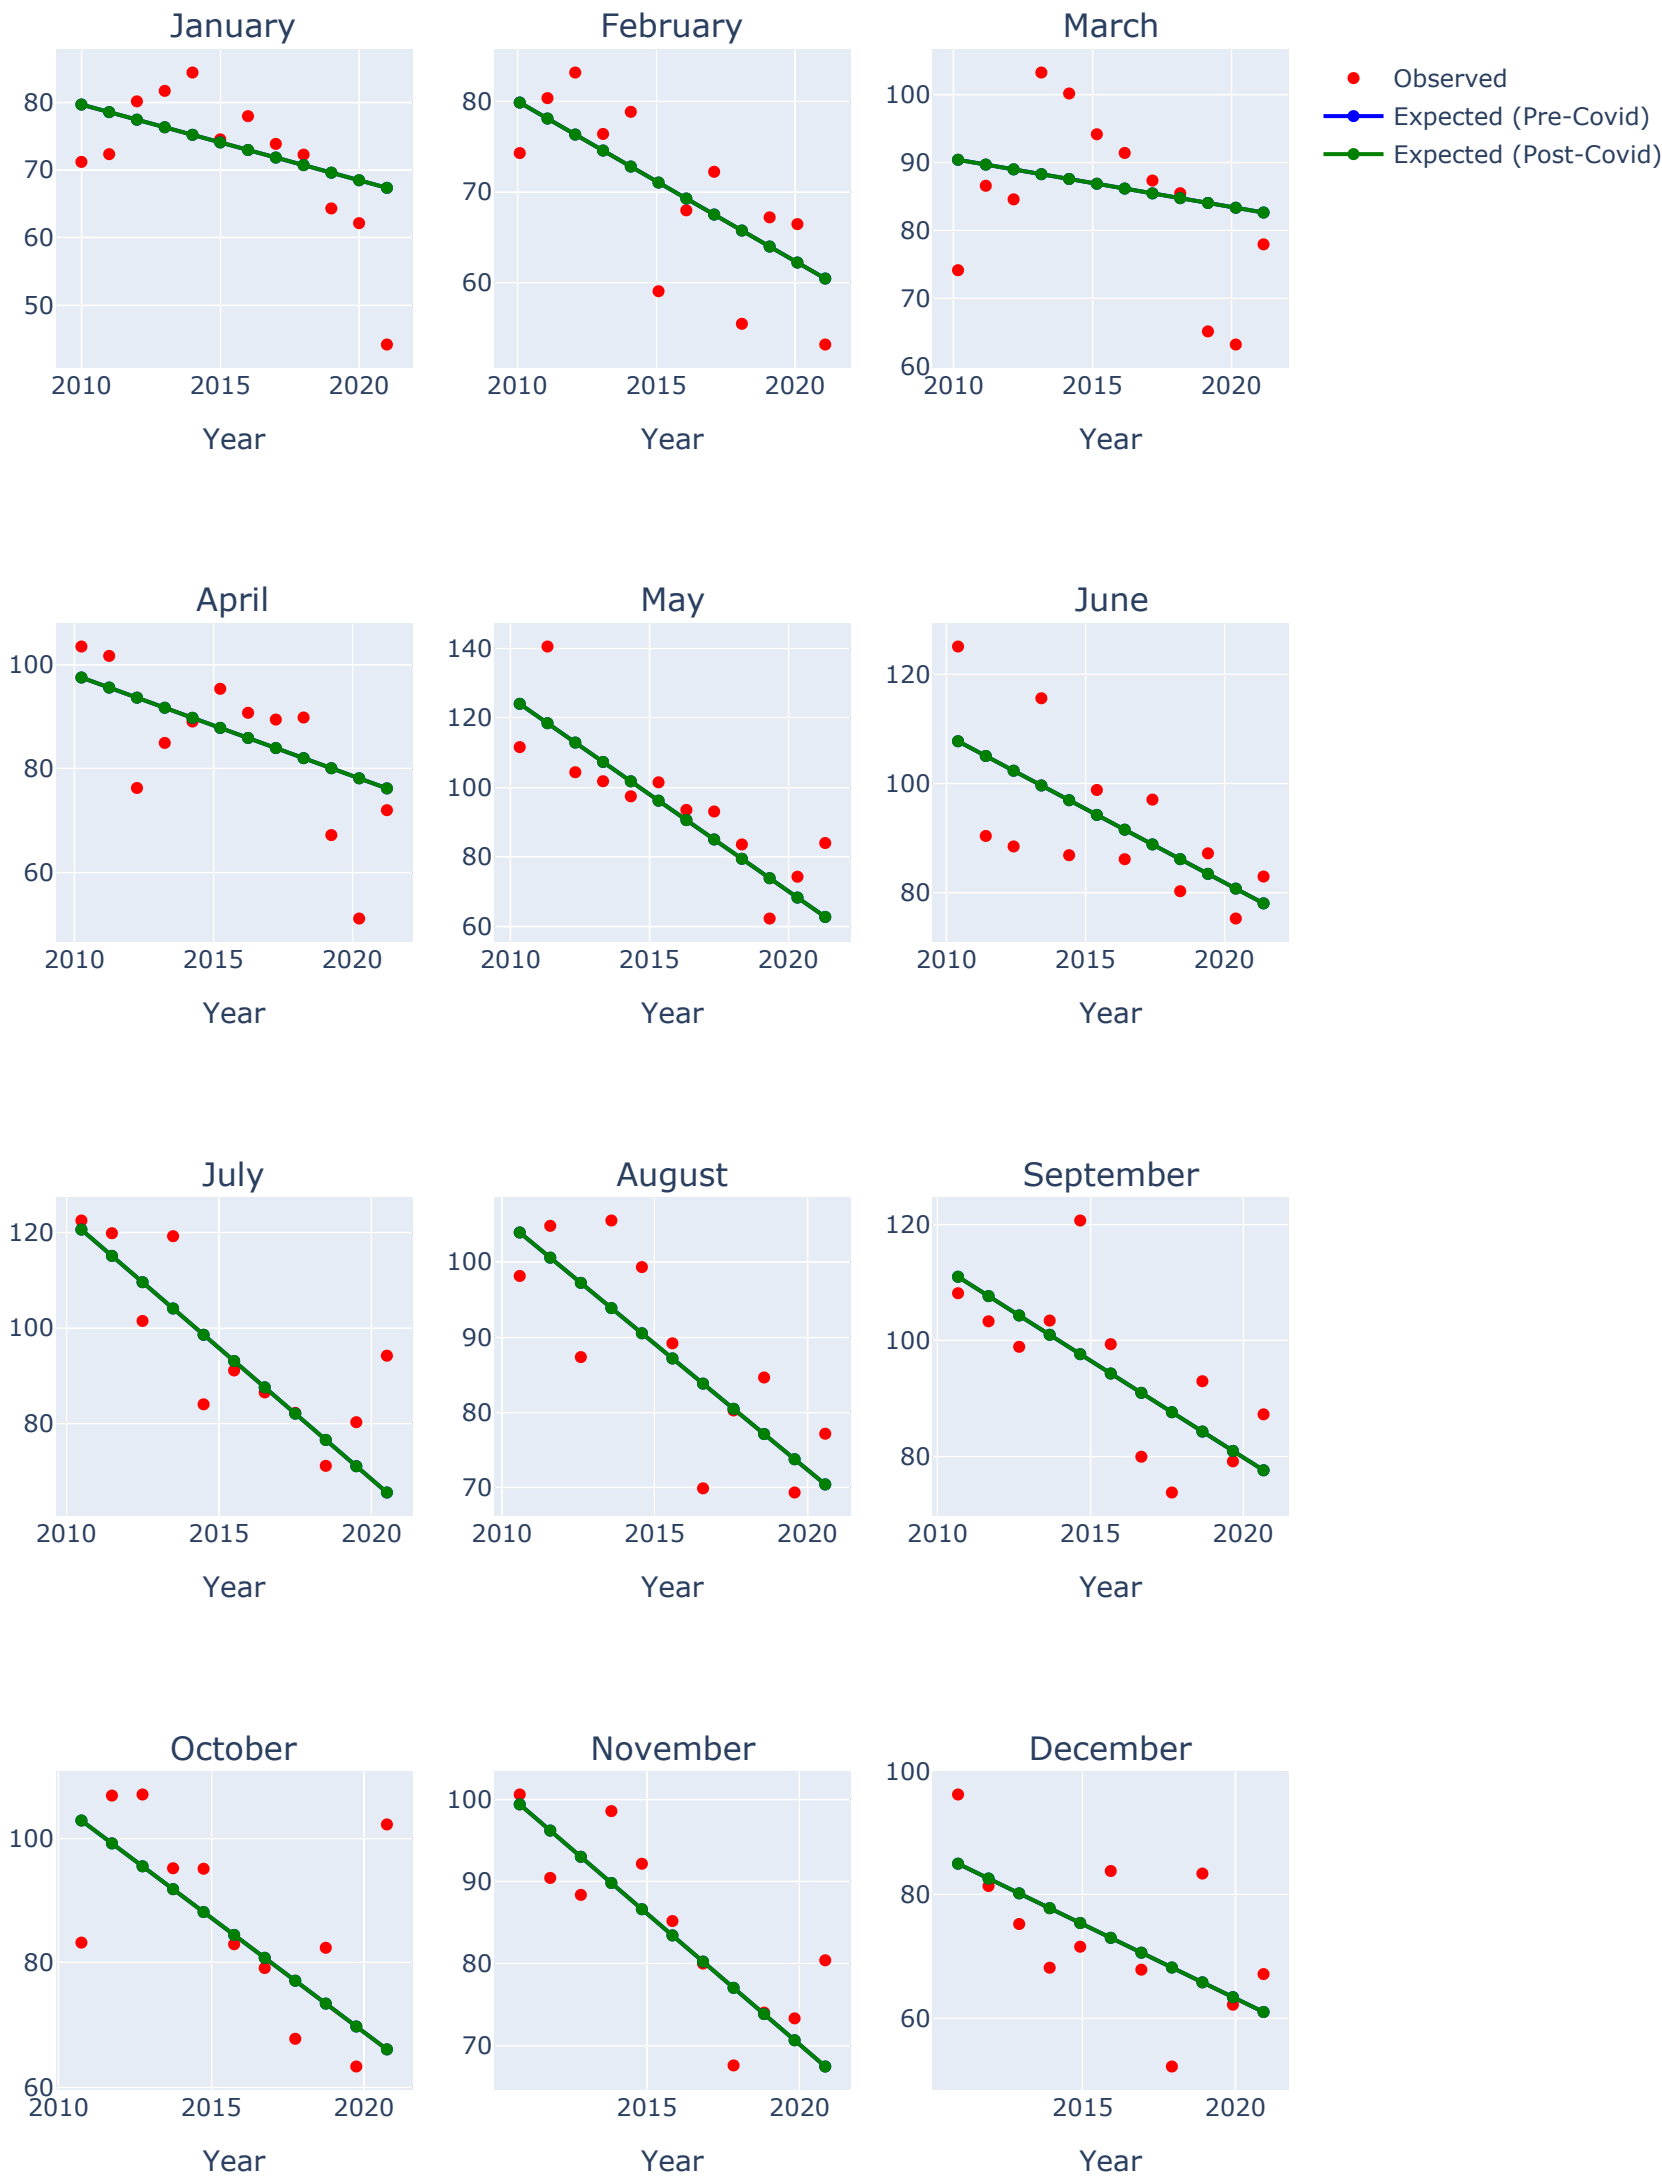 January
February
March
Observed
Expected (Pre-Covid)
Expected (Post-Covid)
80
70
60
50
2010
2015
2020
Year
80
70
60
2010
2015
2020
Year
100
90
80
70
60
2010
2015
2020
Year
April
May
June
100
80
60
2010
2015
2020
Year
140
120
100
80
60
2010
2015
2020
Year
120
100
80
2010
2015
2020
Year
July
August
September
120
100
80
2010
2015
2020
Year
100
90
80
70
2010
2015
2020
Year
120
100
80
2010
2015
2020
Year
October
November
December
100
80
60
2010
2015
2020
Year
100
90
80
70
2015
2020
Year
100
80
60
2015
2020
Year